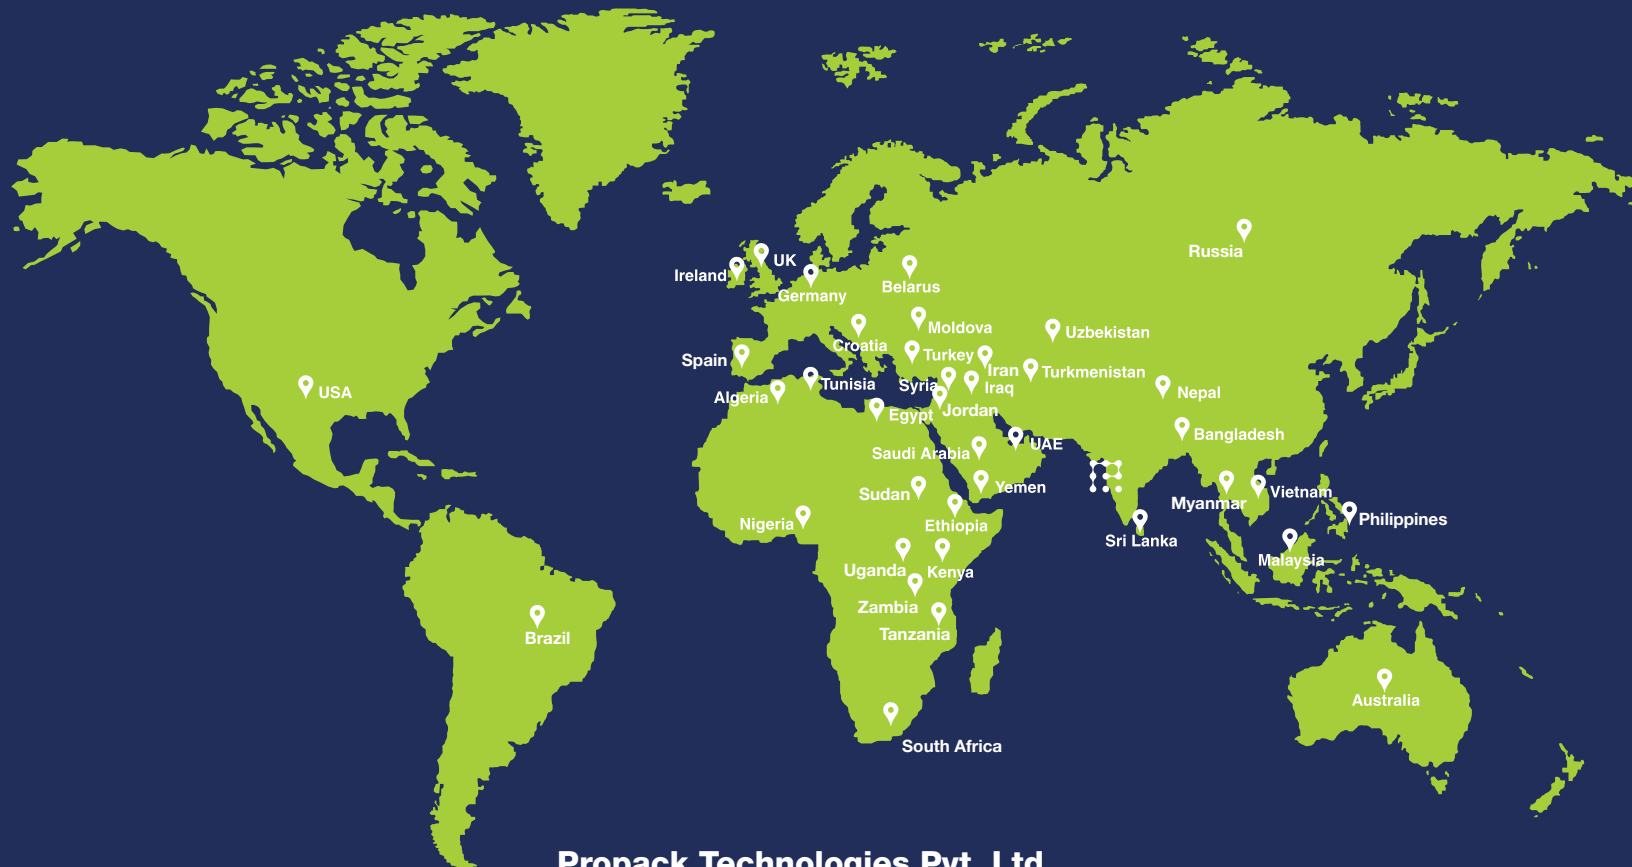 Russia
UK
Ireland
Germany
Belarus
Moldova
Croatia
Uzbekistan
Spain
Turkey
Iran
Turkmenistan
USA
Algeria
Tunisia
Syria
Iraq
Nepal
Egypt
Jordan
Bangladesh
Saudi Arabia
UAE
Sudan
Yemen
Myanmar
Vietnam
Nigeria
Ethiopia
Philippines
Sri Lanka
Malaysia
Uganda
Kenya
Zambia
Tanzania
Brazil
Australia
South Africa
Propack Technologies Pvt. Ltd